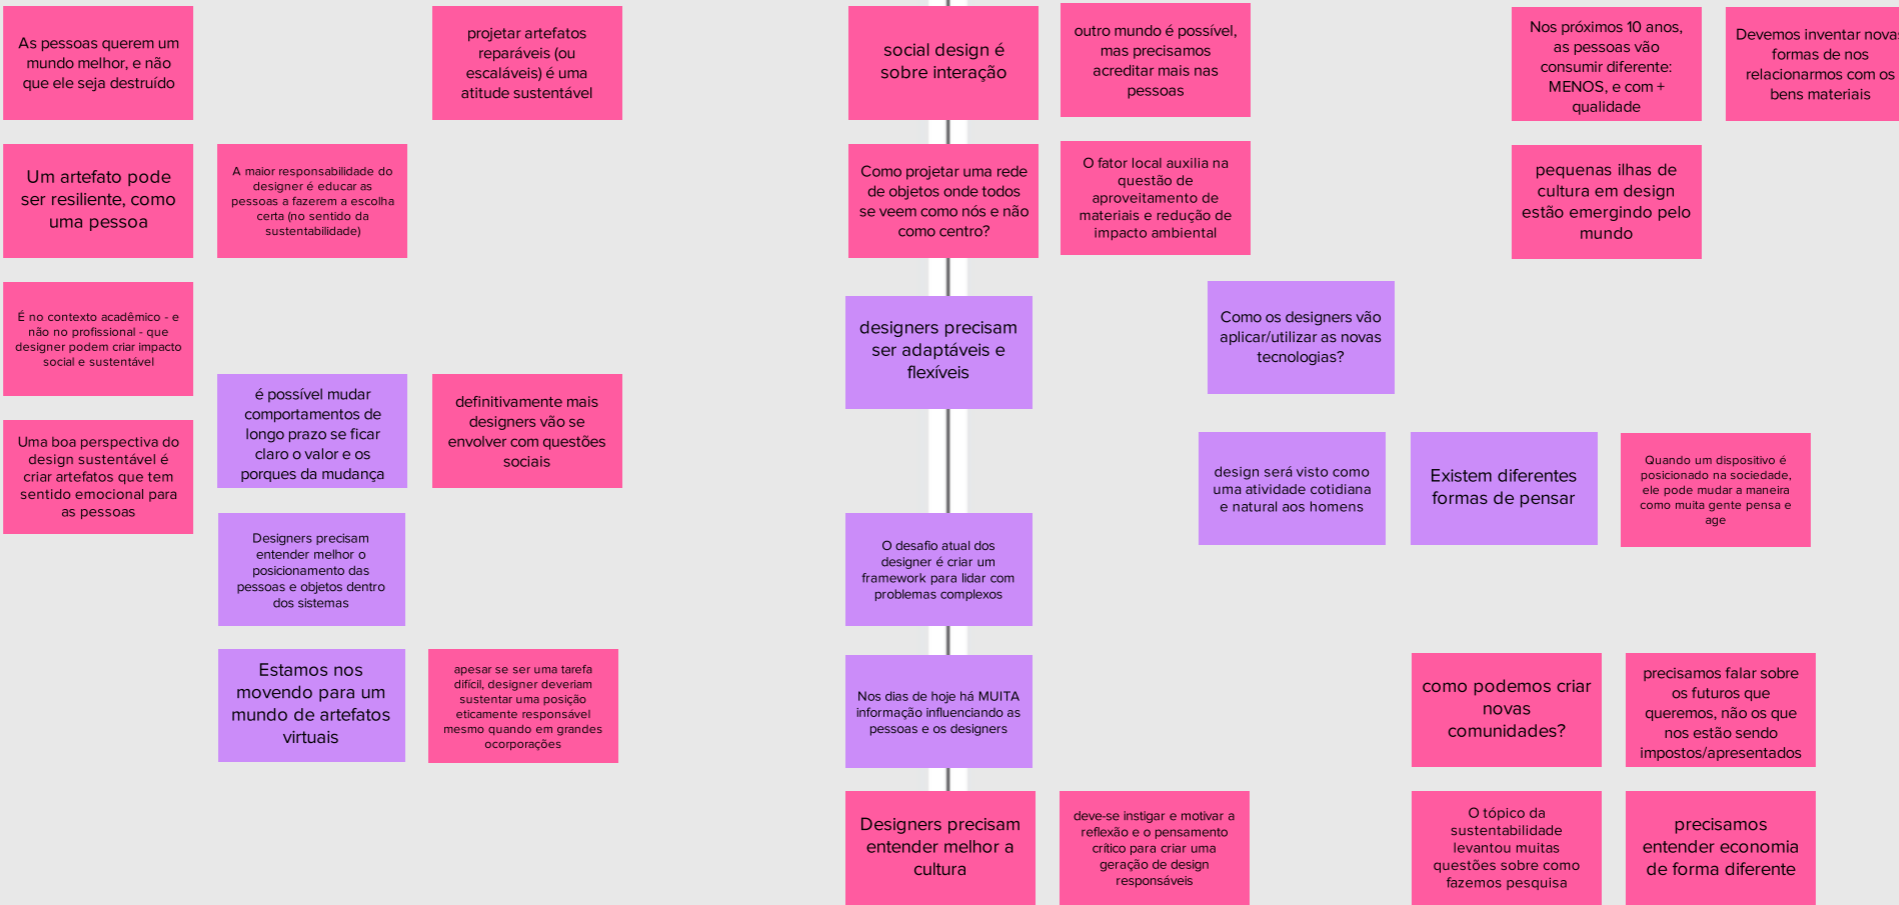 As pessoas querem um
mundo melhor, e não
que ele seja destruído
projetar artefatos
reparáveis (ou
escaláveis) é uma
atitude sustentável
social design é
sobre interação
outro mundo é possível,
mas precisamos
acreditar mais nas
pessoas
Nos próximos 10 anos,
as pessoas vão
consumir diferente:
MENOS, e com +
qualidade
Devemos inventar novas
formas de nos
relacionarmos com os
bens materiais
Um artefato pode
ser resiliente, como
uma pessoa
A maior responsabilidade do
designer é educar as
pessoas a fazerem a escolha
certa (no sentido da
sustentabilidade)
Como projetar uma rede
de objetos onde todos
se veem como nós e não
como centro?
O fator local auxilia na
questão de
aproveitamento de
materiais e redução de
impacto ambiental
pequenas ilhas de
cultura em design
estão emergindo pelo
mundo
É no contexto acadêmico - e
não no profissional - que
designer podem criar impacto
social e sustentável
designers precisam
ser adaptáveis e
flexíveis
Como os designers vão
aplicar/utilizar as novas
tecnologias?
é possível mudar
comportamentos de
longo prazo se ficar
claro o valor e os
porques da mudança
definitivamente mais
designers vão se
envolver com questões
sociais
Uma boa perspectiva do
design sustentável é
criar artefatos que tem
sentido emocional para
as pessoas
design será visto como
uma atividade cotidiana
e natural aos homens
Existem diferentes
formas de pensar
Quando um dispositivo é
posicionado na sociedade,
ele pode mudar a maneira
como muita gente pensa e
age
Designers precisam
entender melhor o
posicionamento das
pessoas e objetos dentro
dos sistemas
O desafio atual dos
designer é criar um
framework para lidar com
problemas complexos
Estamos nos
movendo para um
mundo de artefatos
virtuais
apesar se ser uma tarefa
difícil, designer deveriam
sustentar uma posição
eticamente responsável
mesmo quando em grandes
ocorporações
Nos dias de hoje há MUITA
informação influenciando as
pessoas e os designers
como podemos criar
novas
comunidades?
precisamos falar sobre
os futuros que
queremos, não os que
nos estão sendo
impostos/apresentados
Designers precisam
entender melhor a
cultura
deve-se instigar e motivar a
reflexão e o pensamento
crítico para criar uma
geração de design
responsáveis
O tópico da
sustentabilidade
levantou muitas
questões sobre como
fazemos pesquisa
precisamos
entender economia
de forma diferente